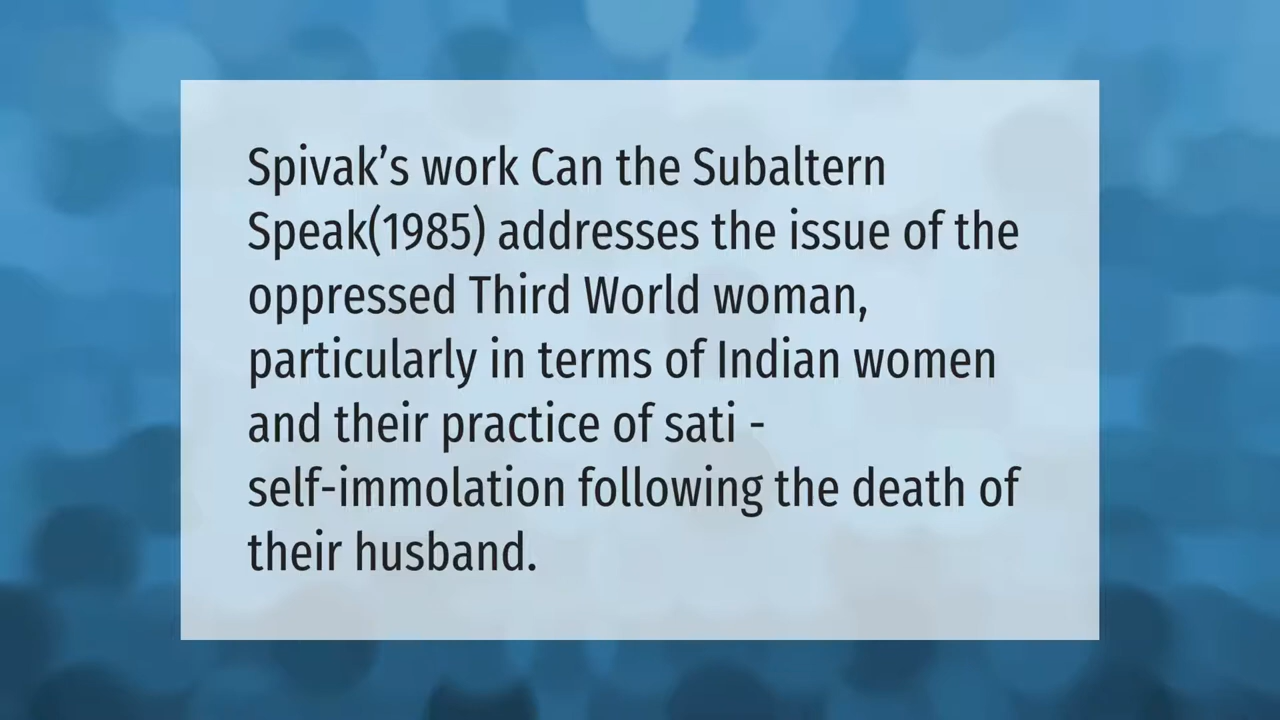 Spivak’s work Can the Subaltern
Speak(1985) addresses the issue of the
oppressed Third World woman,
particularly in terms of Indian women
and their practice of sati -
self-immolation following the death of
their husband.